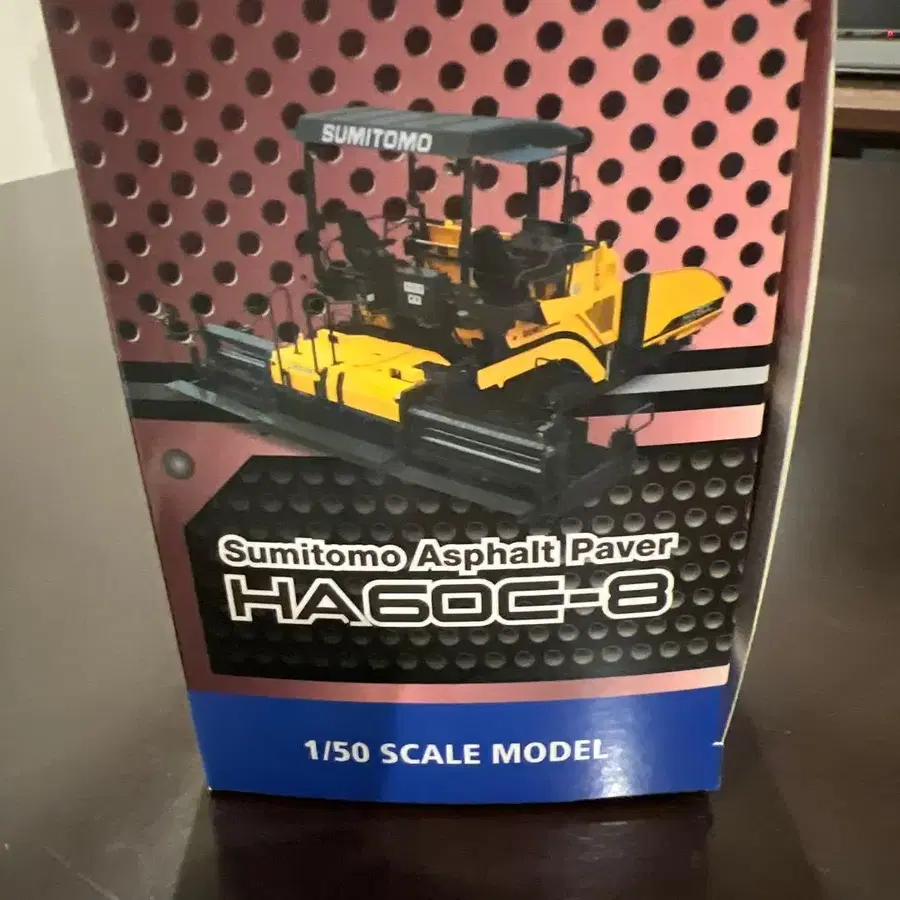 SUMITOMO
Sumitomo Asphalt Paver
HA60C-8
1/50 SCALE MODEL